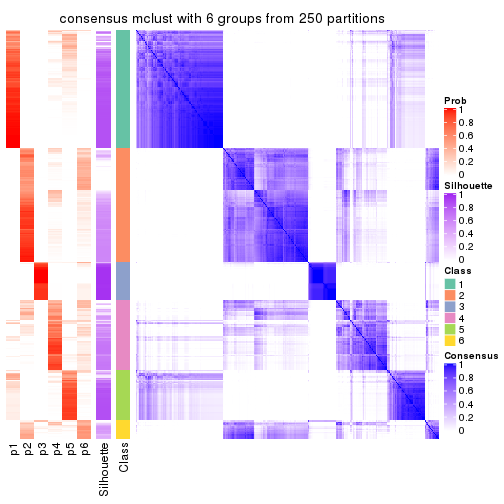 consensus mclust with 6 groups from 250 partitions
Prob
1
0.8
0.6
0.4
0.2
0
Silhouette
1
0.8
0.6
0.4
0.2
0
Class
1
2
3
4
5
6
Consensus
1
0.8
0.6
0.4
0.2
0
p1
p2
p3
p4
p5
p6
Silhouette
Class